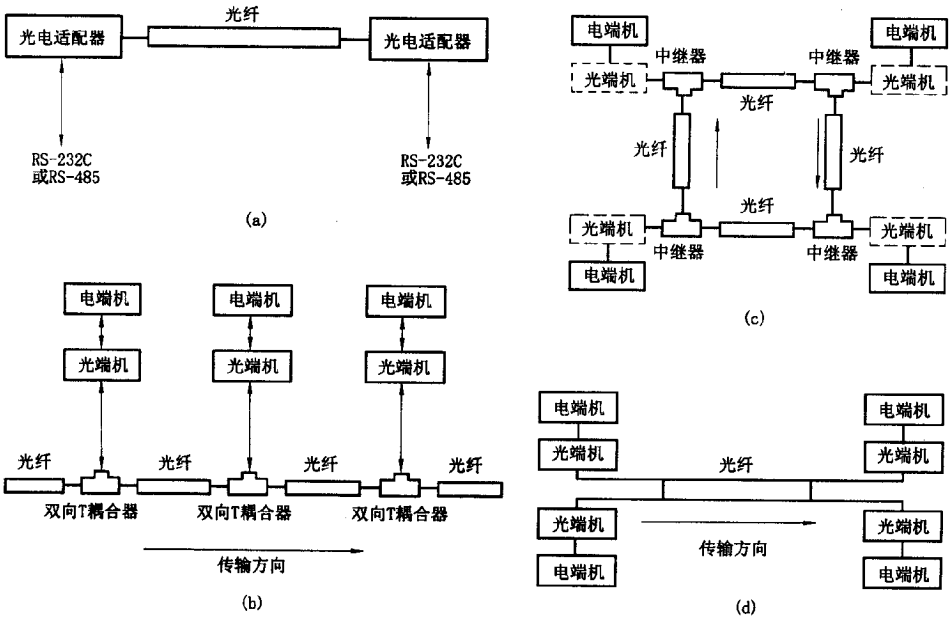 光纤
光电适配器
光电适配器
RS-232C
或RS-485
RS-232C
或RS-485
(a)
电端机
电端机
电端机
光端机
光端机
光端机
光纤
光纤
光纤
光纤
双向T耦合器
双向T耦合器
双向T耦合器
传输方向
(b)
电端机
电端机
中继器
中继器
光端机
光端机
光纤
光纤
光纤
光纤
光端机
光端机
中继器
中继器
电端机
电端机
(c)
电端机
电端机
光端机
光端机
光纤
光端机
光端机
传输方向
电端机
电端机
(d)